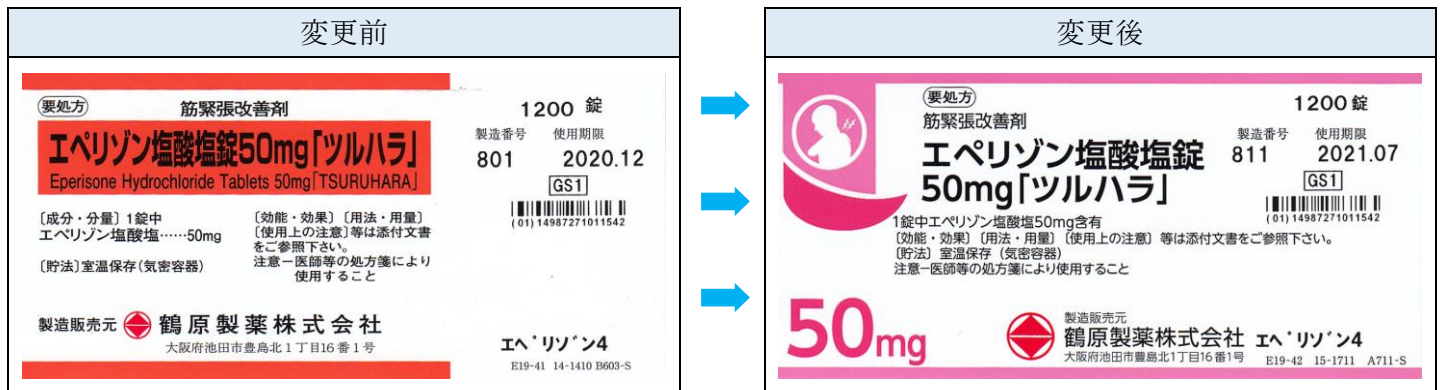 変更前
要処方
筋緊張改善剤
エペリゾン塩酸塩錠50mg「ツルハラ」
Eperisone Hydrochloride Tablets 50mg「TSURUHARA」
〔成分・分量〕1錠中
エペリゾン塩酸塩……50mg
〔貯法〕室温保存(気密容器)
〔効能・効果〕〔用法・用量〕
〔使用上の注意〕等は添付文書
をご参照下さい。
注意－医師等の処方箋により
使用すること
製造販売元 鶴原製薬株式会社
大阪府池田市豊島北1丁目16番1号
1200 錠
製造番号 使用期限
801 2020.12
GS1
(01)14987271011542
エペリゾン4
E19-41 14-1410 B603-S
変更後
要処方
筋緊張改善剤
エペリゾン塩酸塩錠
50mg「ツルハラ」
1錠中エペリゾン塩酸塩50mg含有
〔効能・効果〕〔用法・用量〕〔使用上の注意〕等は添付文書をご参照下さい。
〔貯法〕室温保存（気密容器）
注意－医師等の処方箋により使用すること
50mg
製造販売元
鶴原製薬株式会社
大阪府池田市豊島北1丁目16番1号
1200 錠
製造番号 使用期限
811 2021.07
GS1
(01)14987271011542
エペリゾン4
E19-42 15-1711 A711-S